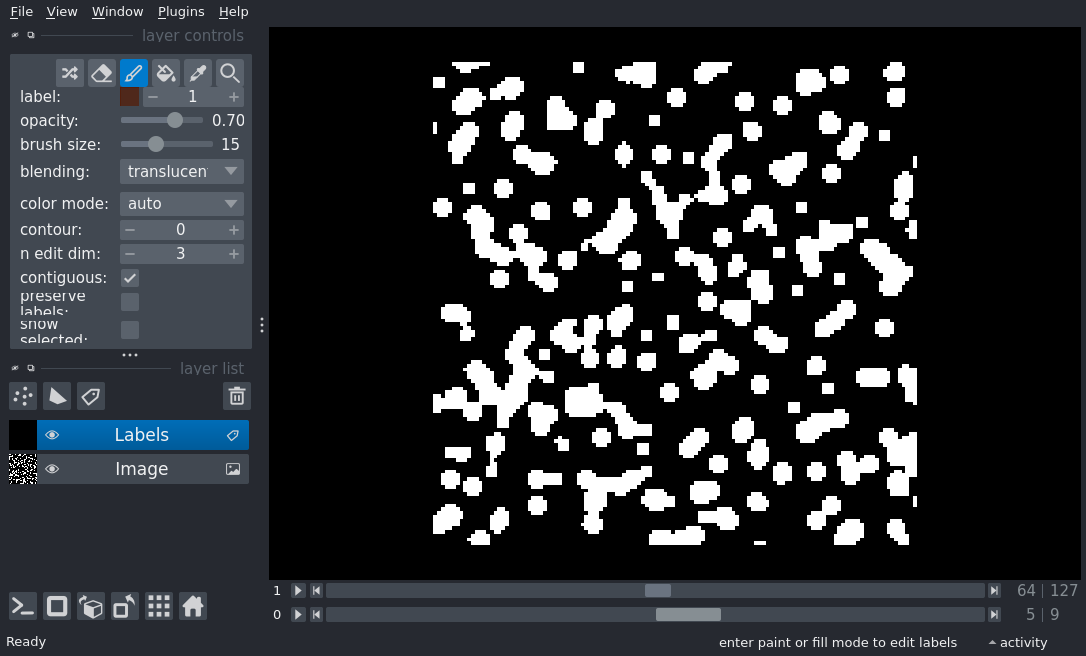 File View Window Plugins Help
layer controls
label: 1
opacity: 0.70
brush size: 15
blending: translucen
color mode: auto
contour: 0
n edit dim: 3
contiguous:
preserve
labels:
show
selected:
layer list
Labels
Image
1 64 127
0 5 9
Ready enter paint or fill mode to edit labels activity